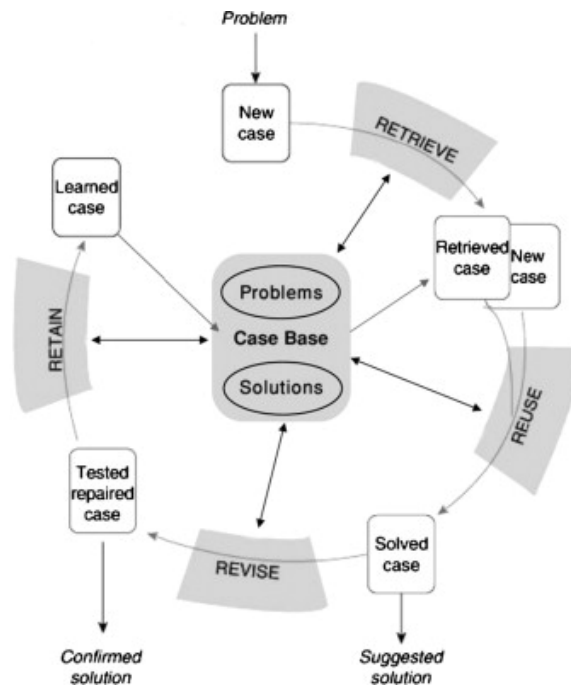 Problem
New
case
RETRIEVE
Learned
case
Retrieved
case
New
case
Problems
Case Base
Solutions
RETAIN
REUSE
Tested
repaired
case
REVISE
Solved
case
Confirmed
solution
Suggested
solution